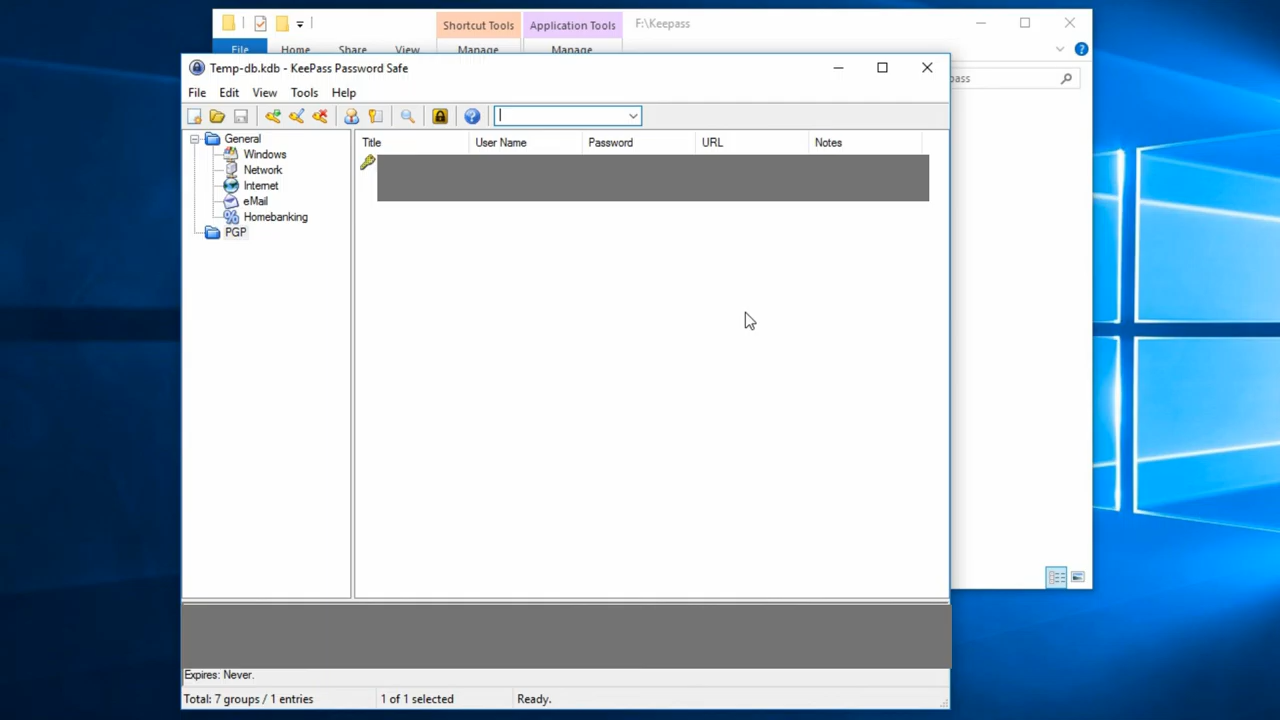 Shortcut Tools Application Tools F:\Keepass
File Home Share View Manage Manage
Temp-db.kdb - KeePass Password Safe
File Edit View Tools Help
pass
Title User Name Password URL Notes
General
Windows
Network
Internet
eMail
Homebanking
PGP
Expires: Never.
Total: 7 groups / 1 entries 1 of 1 selected Ready.